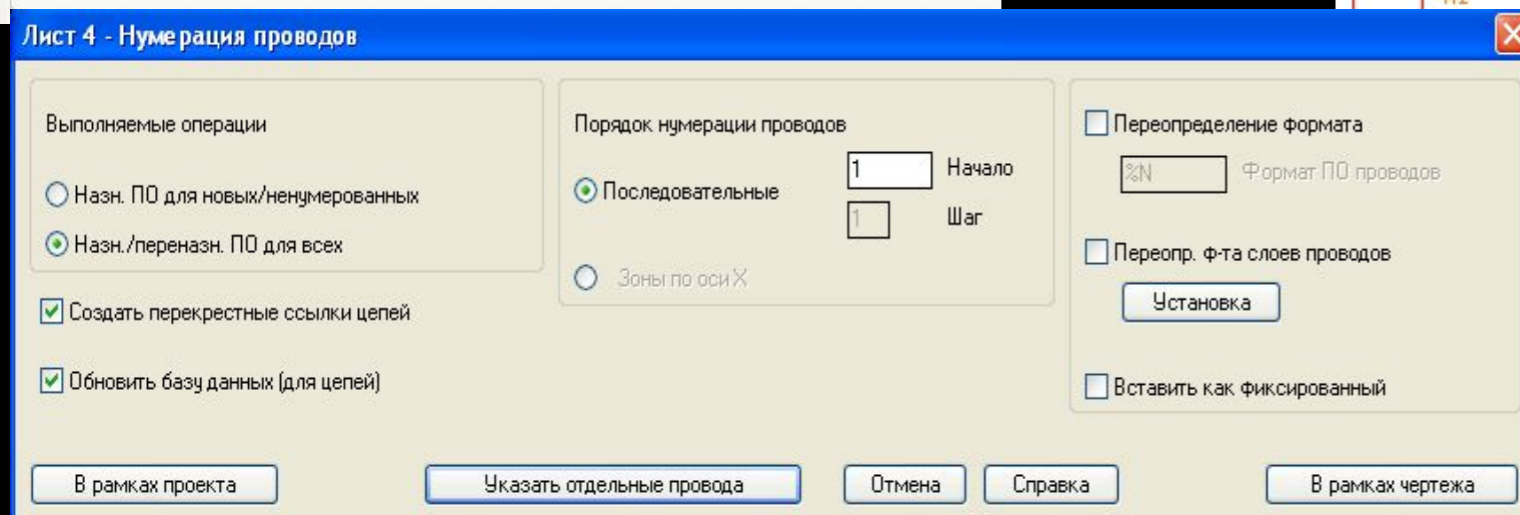 Лист 4 - Нумерация проводов
Выполняемые операции
Назн. ПО для новых/ненумерованных
Назн./переназн. ПО для всех
Создать перекрестные ссылки цепей
Обновить базу данных (для цепей)
Порядок нумерации проводов
Последовательные
1 Начало
1 Шаг
Зоны по оси X
Переопределение формата
%N Формат ПО проводов
Переопр. ф-та слоев проводов
Установка
Вставить как фиксированный
В рамках проекта Указать отдельные провода Отмена Справка В рамках чертежа